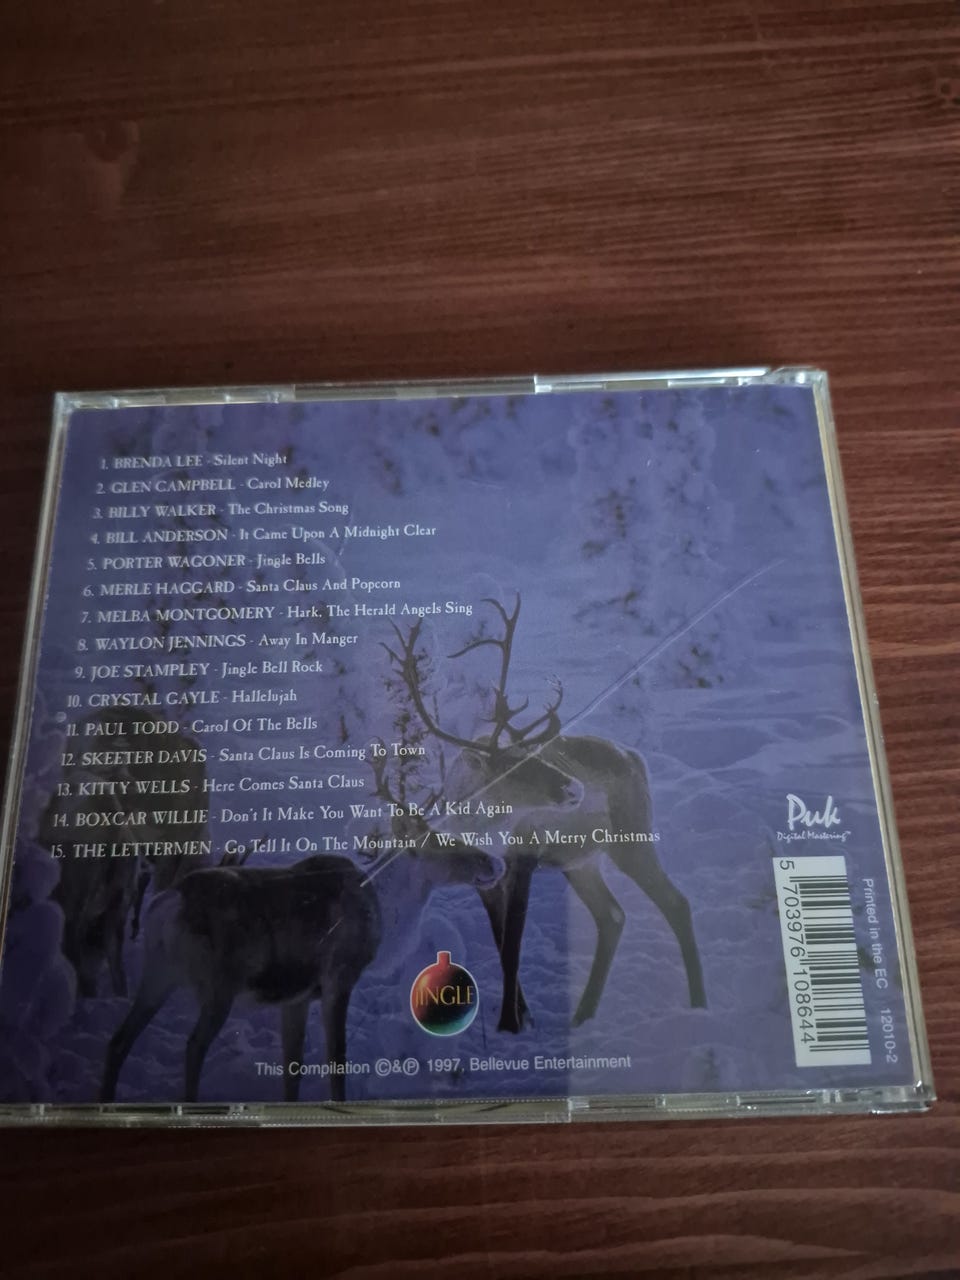 1. BRENDA LEE - Silent Night
2. GLEN CAMPBELL - Carol Medley
3. BILLY WALKER - The Christmas Song
4. BILL ANDERSON - It Came Upon A Midnight Clear
5. PORTER WAGONER - Jingle Bells
6. MERLE HAGGARD - Santa Claus And Popcorn
7. MELBA MONTGOMERY - Hark, The Herald Angels Sing
8. WAYLON JENNINGS - Away In Manger
9. JOE STAMPLEY - Jingle Bell Rock
10. CRYSTAL GAYLE - Hallelujah
11. PAUL TODD - Carol Of The Bells
12. SKEETER DAVIS - Santa Claus Is Coming To Town
13. KITTY WELLS - Here Comes Santa Claus
14. BOXCAR WILLIE - Don't It Make You Want To Be A Kid Again
15. THE LETTERMEN - Go Tell It On The Mountain / We Wish You A Merry Christmas
Puk
Digital Mastering™
5 703976 108644
Printed in the EC 12010-2
JINGLE
This Compilation ©&℗ 1997, Bellevue Entertainment